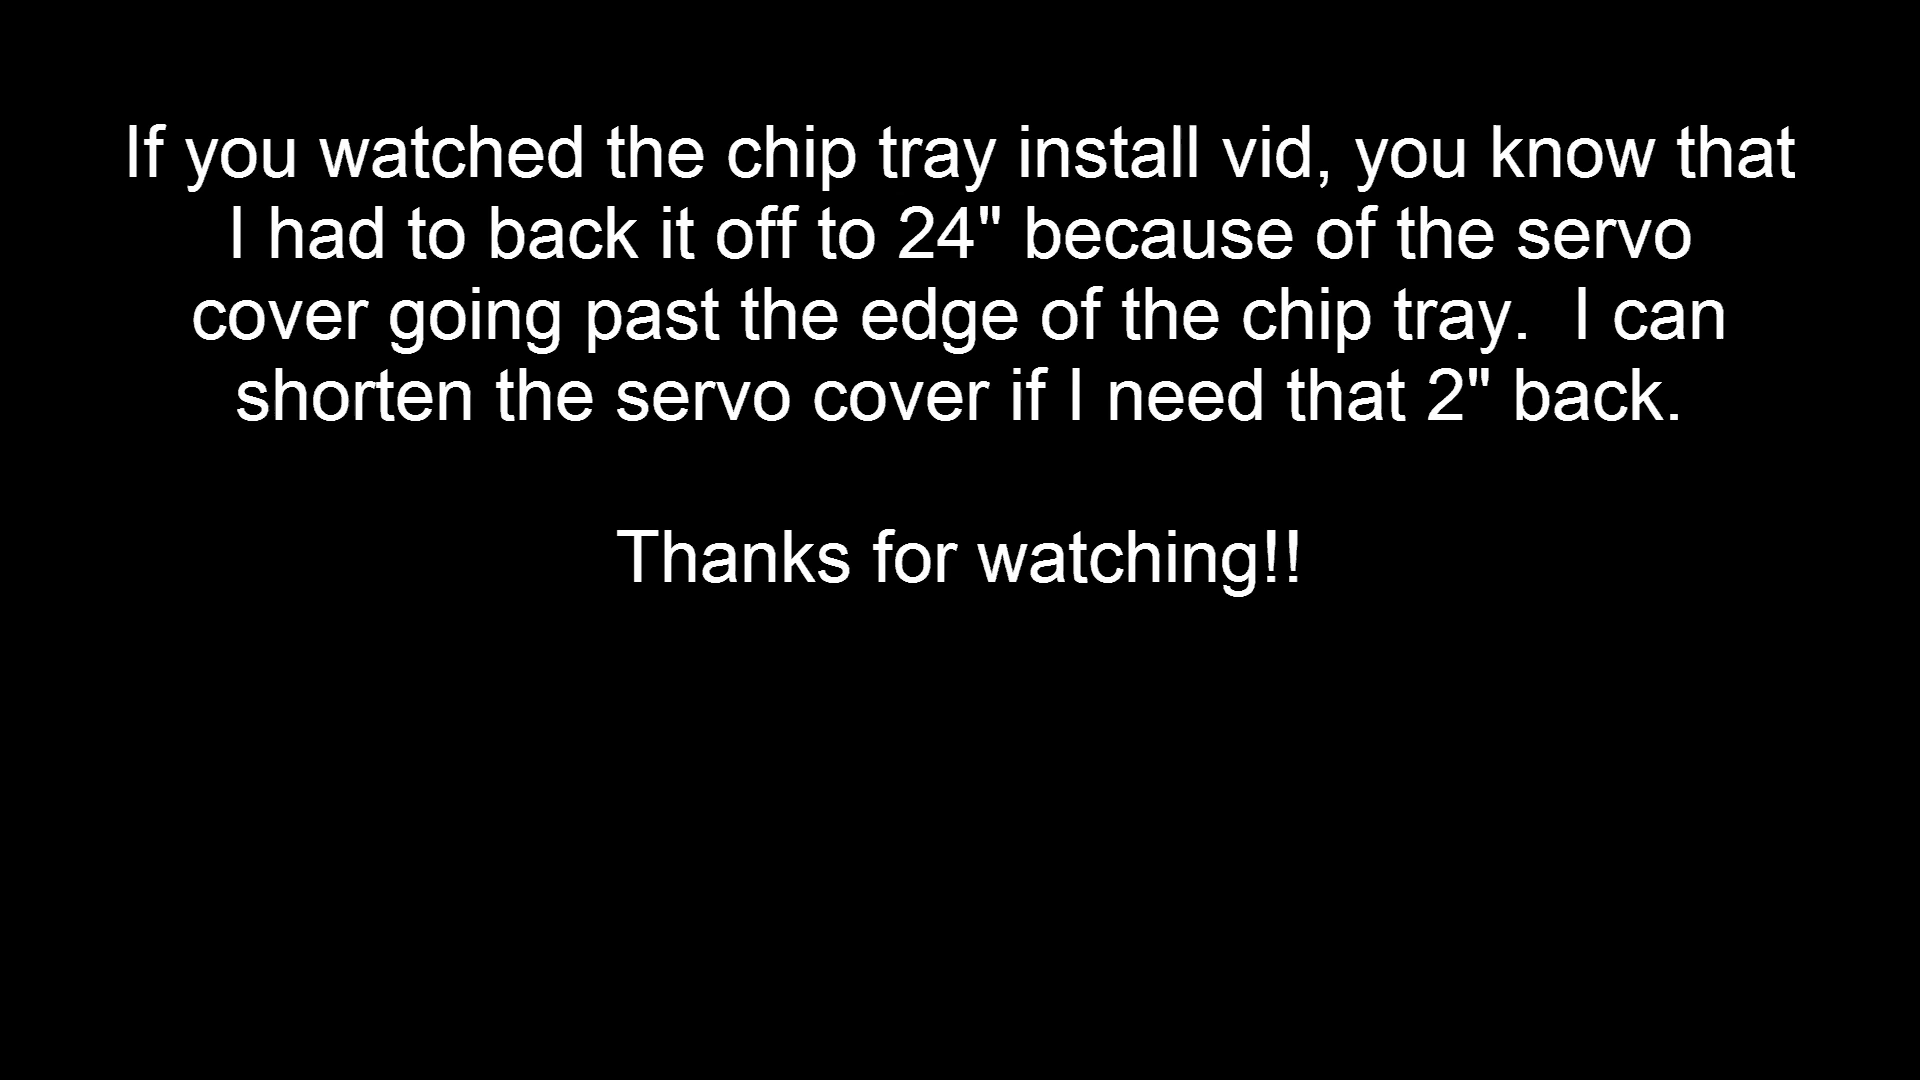 If you watched the chip tray install vid, you know that
I had to back it off to 24" because of the servo
cover going past the edge of the chip tray.  I can
shorten the servo cover if I need that 2" back.
Thanks for watching!!